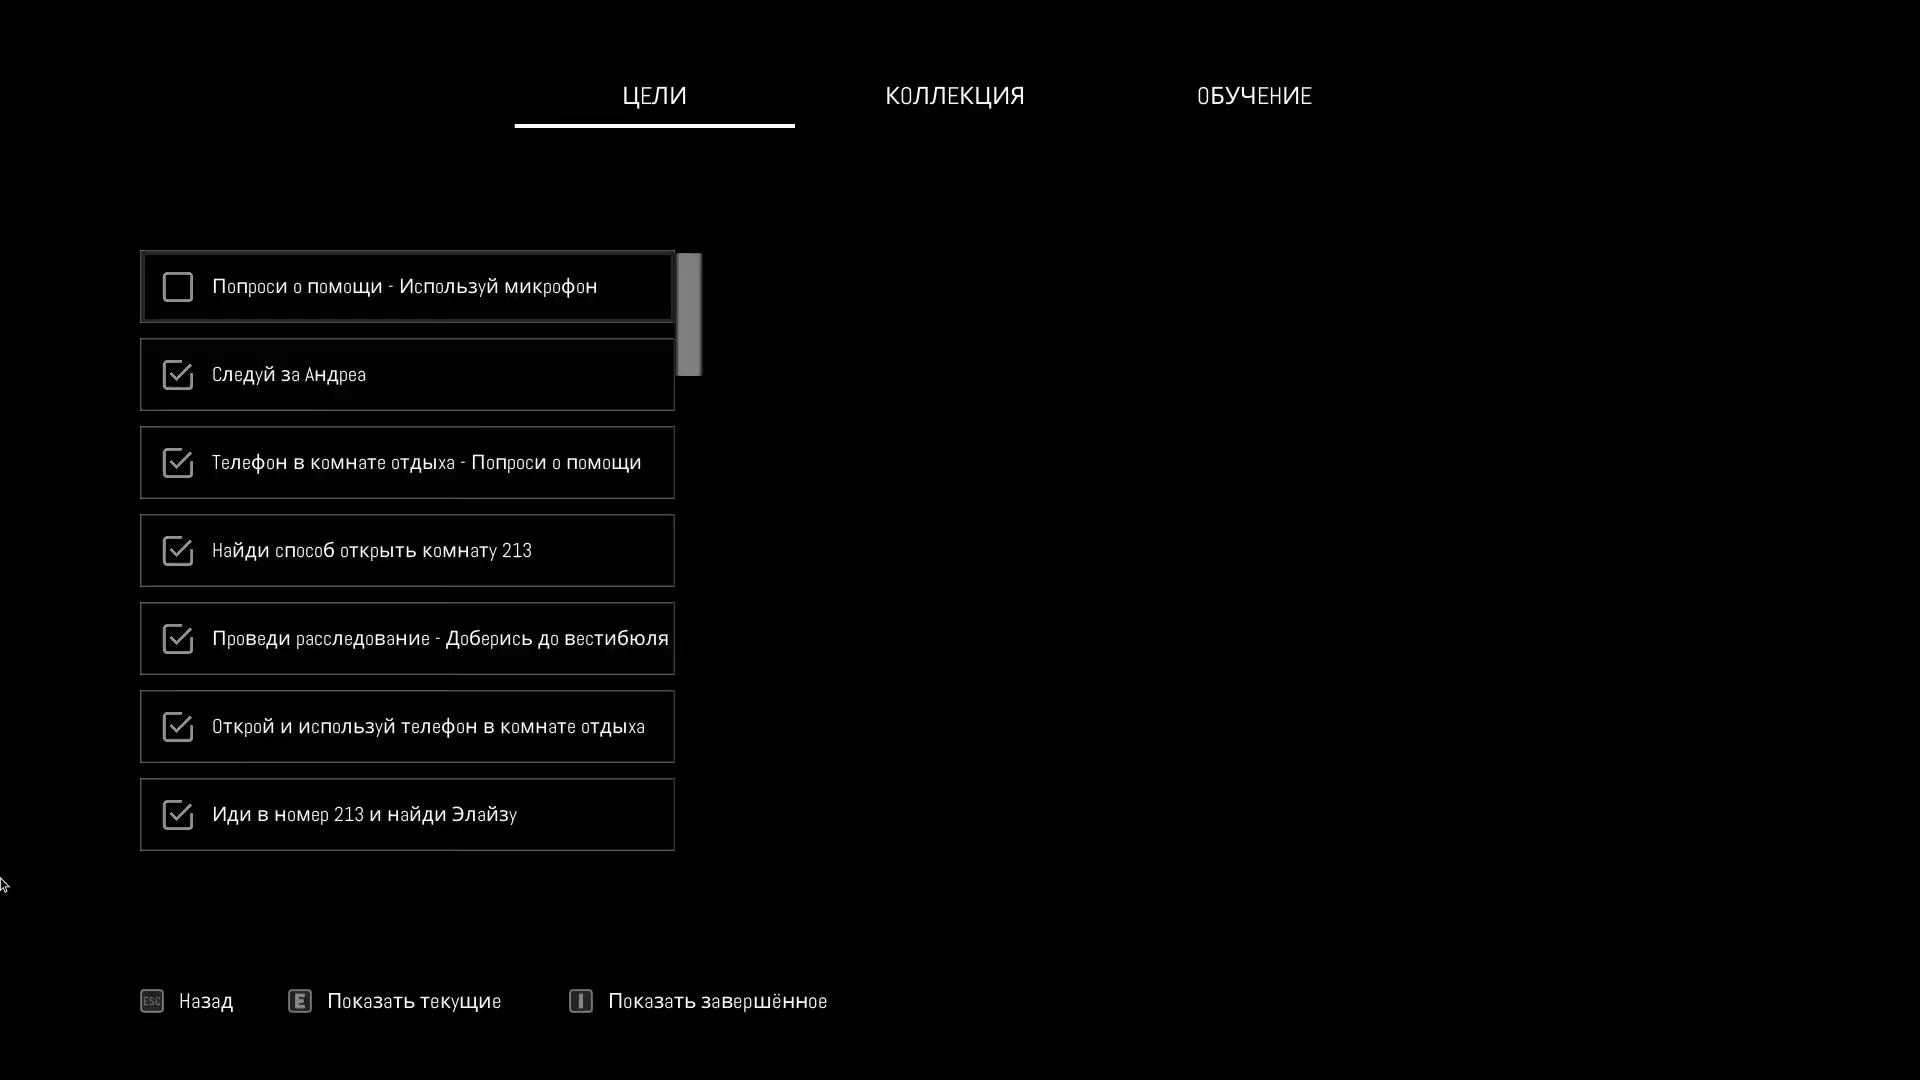 ЦЕЛИ
КОЛЛЕКЦИЯ
ОБУЧЕНИЕ
Попроси о помощи - Используй микрофон
Следуй за Андреа
Телефон в комнате отдыха - Попроси о помощи
Найди способ открыть комнату 213
Проведи расследование - Доберись до вестибюля
Открой и используй телефон в комнате отдыха
Иди в номер 213 и найди Элайзу
ESC Назад
E Показать текущие
I Показать завершённое